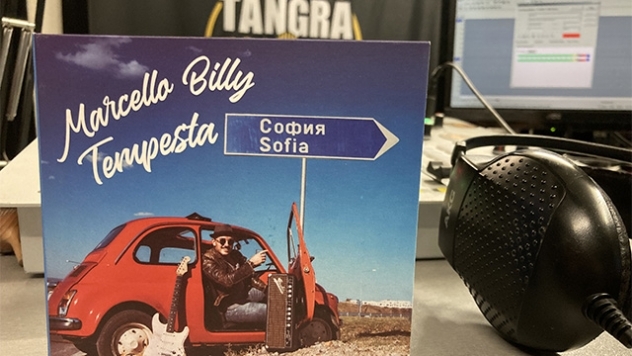 TANGRA
Marcello Billy
Tempesta
София
Sofia